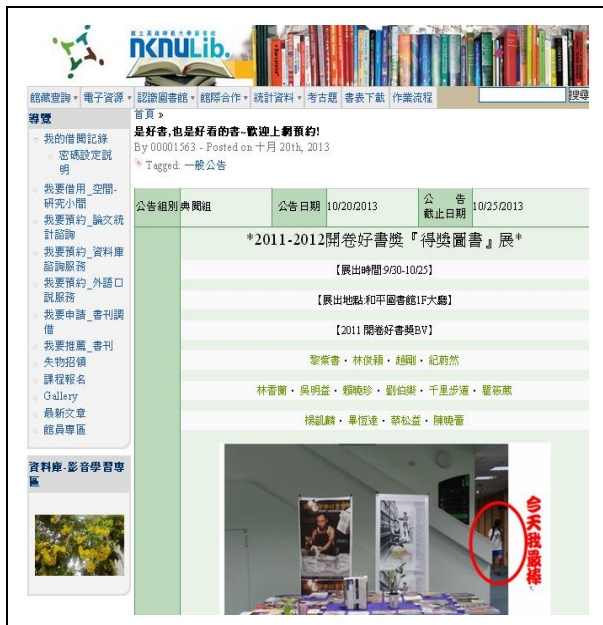 國立高雄師範大學圖書館
NKNULib.
館藏查詢 電子資源 認識圖書館 館際合作 統計資料 考古題 書表下載 作業流程 搜尋
導覽
我的借閱記錄
密碼設定說明
我要借用_空間-研究小間
我要預約_論文統計諮詢
我要預約_資料庫諮詢服務
我要預約_外語口說服務
我要申請_書刊調借
我要推薦_書刊
失物招領
課程報名
Gallery
最新文章
館員專區
資料庫-影音學習專區
首頁 »
是好書,也是好看的書~歡迎上網預約!
By 00001563 - Posted on 十月 20th, 2013
Tagged: 一般公告
公告組別 典閱組 公告日期 10/20/2013 公告截止日期 10/25/2013
*2011-2012開卷好書獎『得獎圖書』展*
【展出時間:9/30-10/25】
【展出地點:和平圖書館1F大廳】
【2011 開卷好書獎BV】
黎紫書・林俊頴・趙剛・紀蔚然
林香蘭・吳明益・賴曉珍・劉伯樂・千里步道・瞿筱葳
楊凱麟・畢恆達・蔡松益・陳曉蕾
今天我最棒